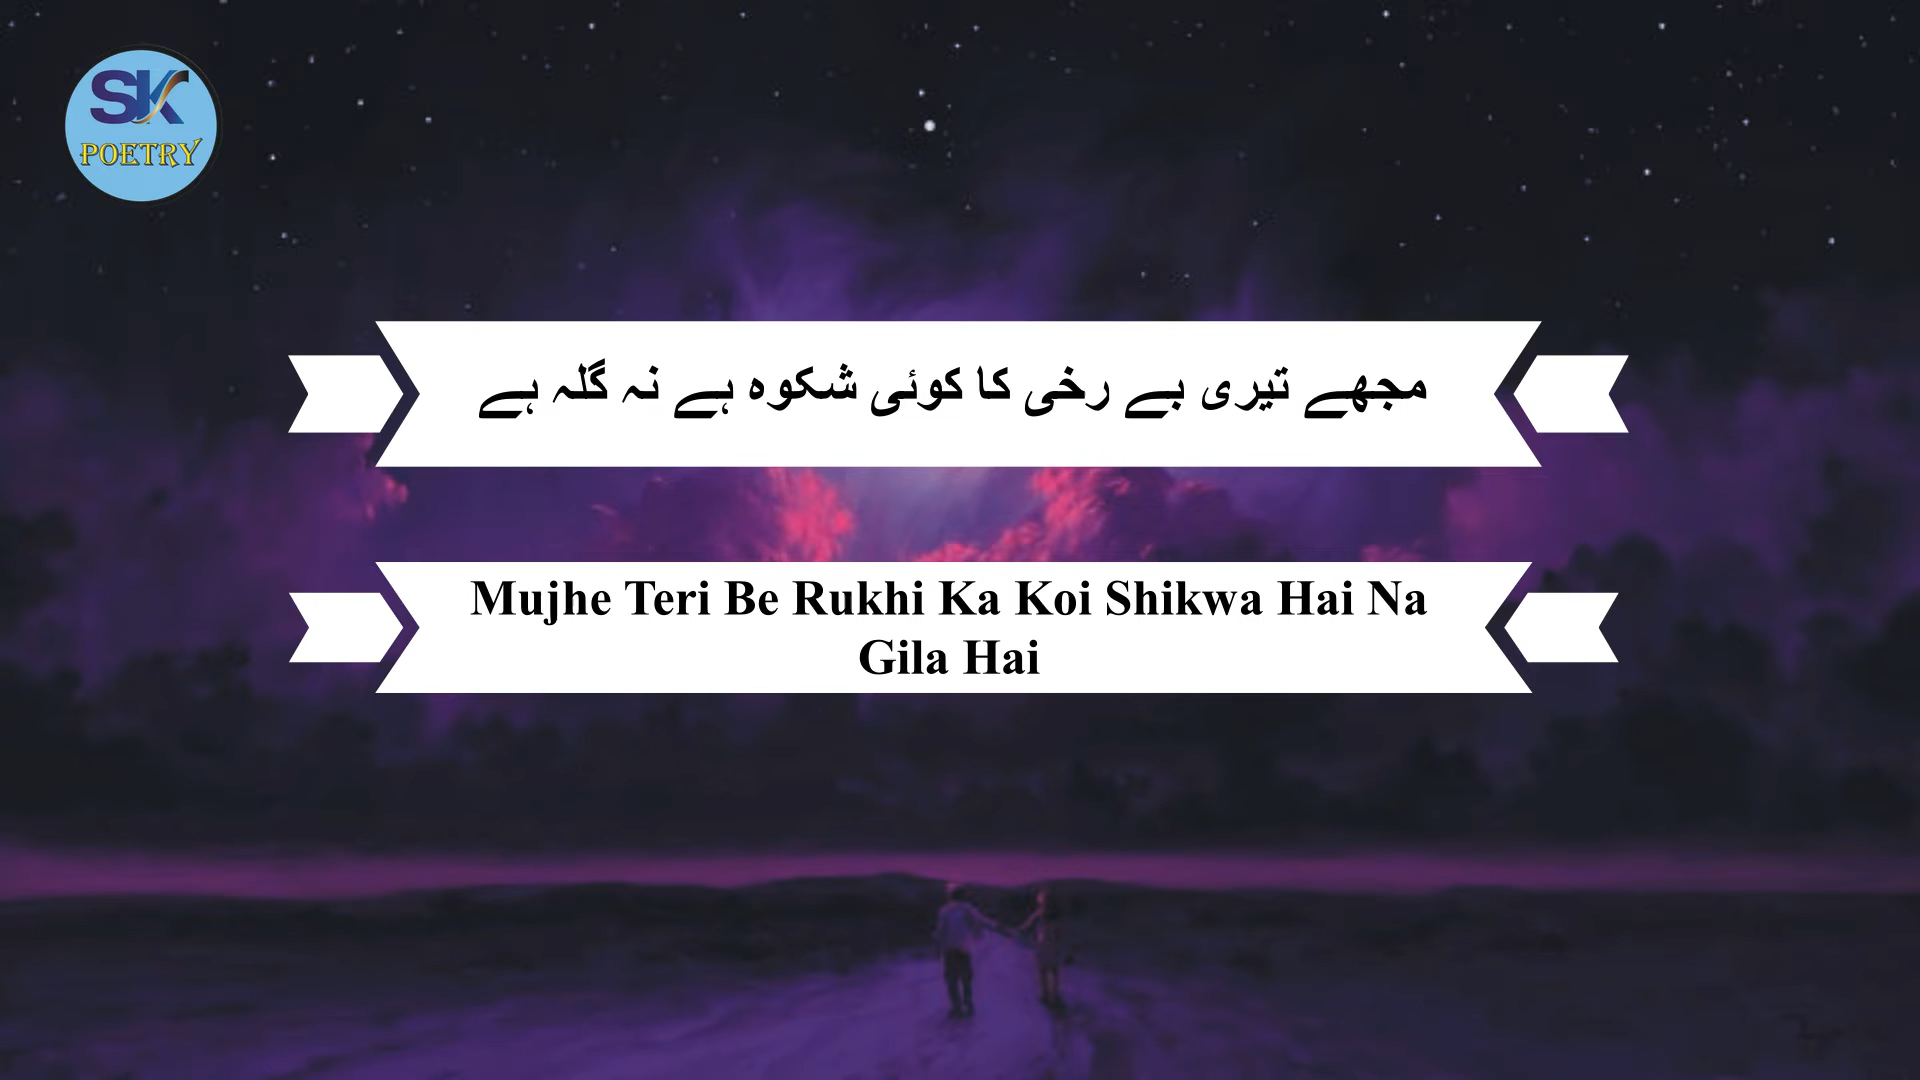 SK
POETRY
مجھے تیری بے رخی کا کوئی شکوہ ہے نہ گلہ ہے
Mujhe Teri Be Rukhi Ka Koi Shikwa Hai Na
Gila Hai